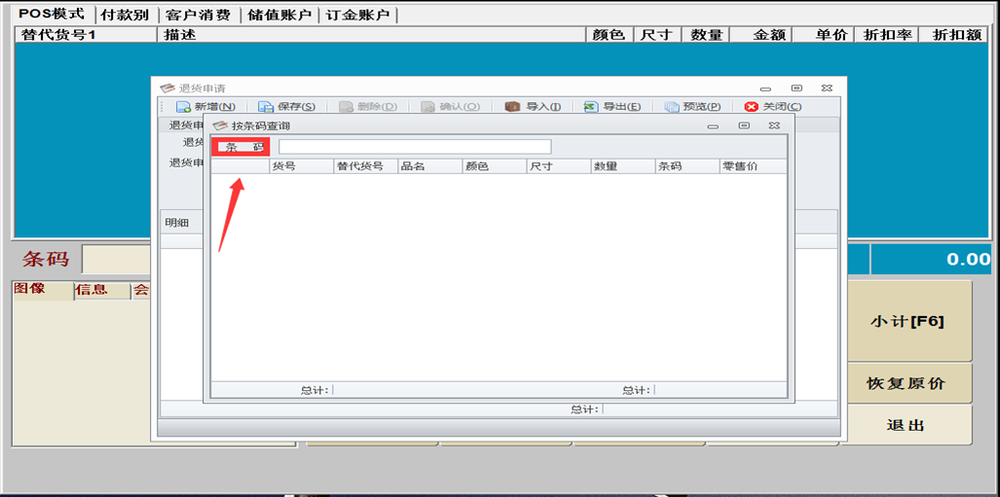 POS模式 付款别 客户消费 储值账户 订金账户
替代货号1 描述 颜色 尺寸 数量 金额 单价 折扣率 折扣额
退货申请
新增(N) 保存(S) 删除(D) 确认(O) 导入(I) 导出(E) 预览(P) 关闭(C)
退货申
按条码查询
退货
条 码
退货申
货号 替代货号 品名 颜色 尺寸 数量 条码 零售价
明细
条码
0.00
图像 信息 会
小计[F6]
恢复原价
总计: 总计:
总计:
退出